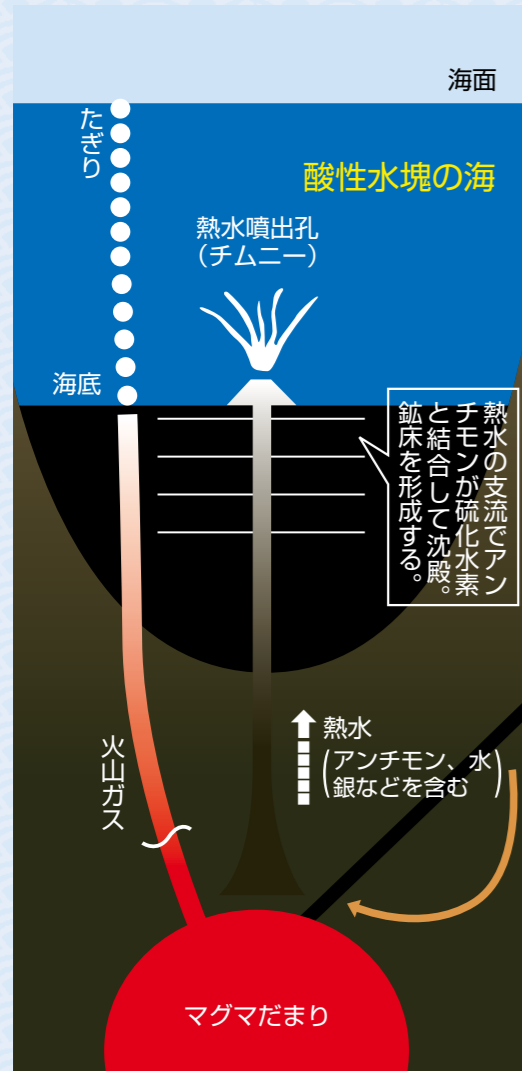 海面
たぎり
酸性水塊の海
熱水噴出孔
（チムニー）
海底
熱水の支流でアン
チモンが硫化水素
と結合して沈殿。
鉱床を形成する。
熱水
（アンチモン、水
銀などを含む）
火山ガス
マグマだまり